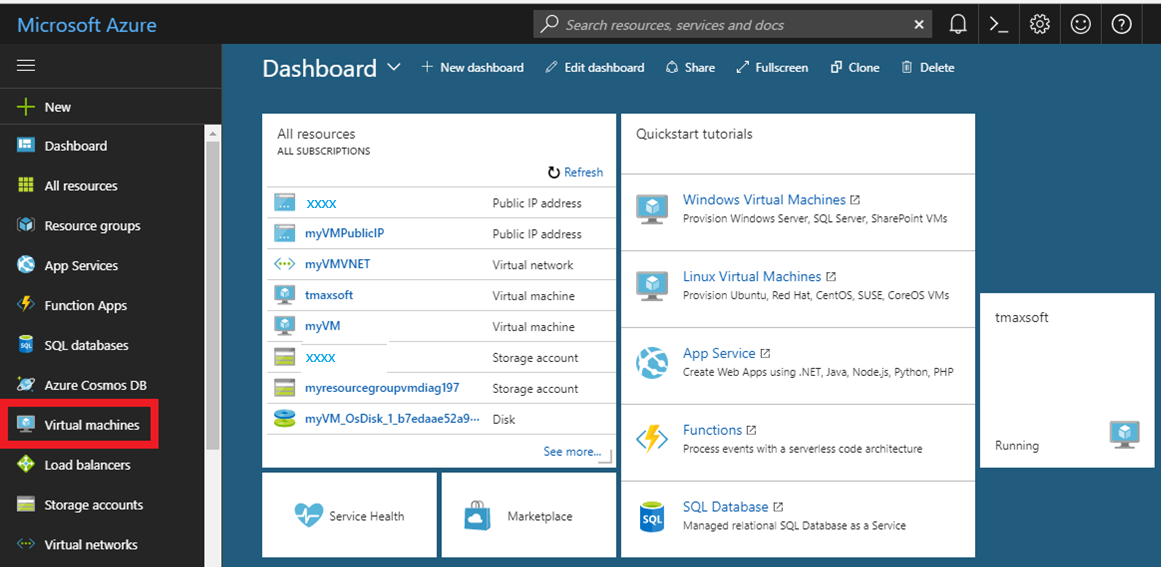 Microsoft Azure
Search resources, services and docs
New
Dashboard
All resources
Resource groups
App Services
Function Apps
SQL databases
Azure Cosmos DB
Virtual machines
Load balancers
Storage accounts
Virtual networks
Dashboard
New dashboard
Edit dashboard
Share
Fullscreen
Clone
Delete
All resources
ALL SUBSCRIPTIONS
Refresh
xxxx Public IP address
myVMPublicIP Public IP address
myVMVNET Virtual network
tmaxsoft Virtual machine
myVM Virtual machine
xxxx Storage account
myresourcegroupvmdiag197 Storage account
myVM_OsDisk_1_b7edaae52a9··· Disk
See more...
Service Health
Marketplace
Quickstart tutorials
Windows Virtual Machines
Provision Windows Server, SQL Server, SharePoint VMs
Linux Virtual Machines
Provision Ubuntu, Red Hat, CentOS, SUSE, CoreOS VMs
App Service
Create Web Apps using .NET, Java, Node.js, Python, PHP
Functions
Process events with a serverless code architecture
SQL
SQL Database
Managed relational SQL Database as a Service
tmaxsoft
Running